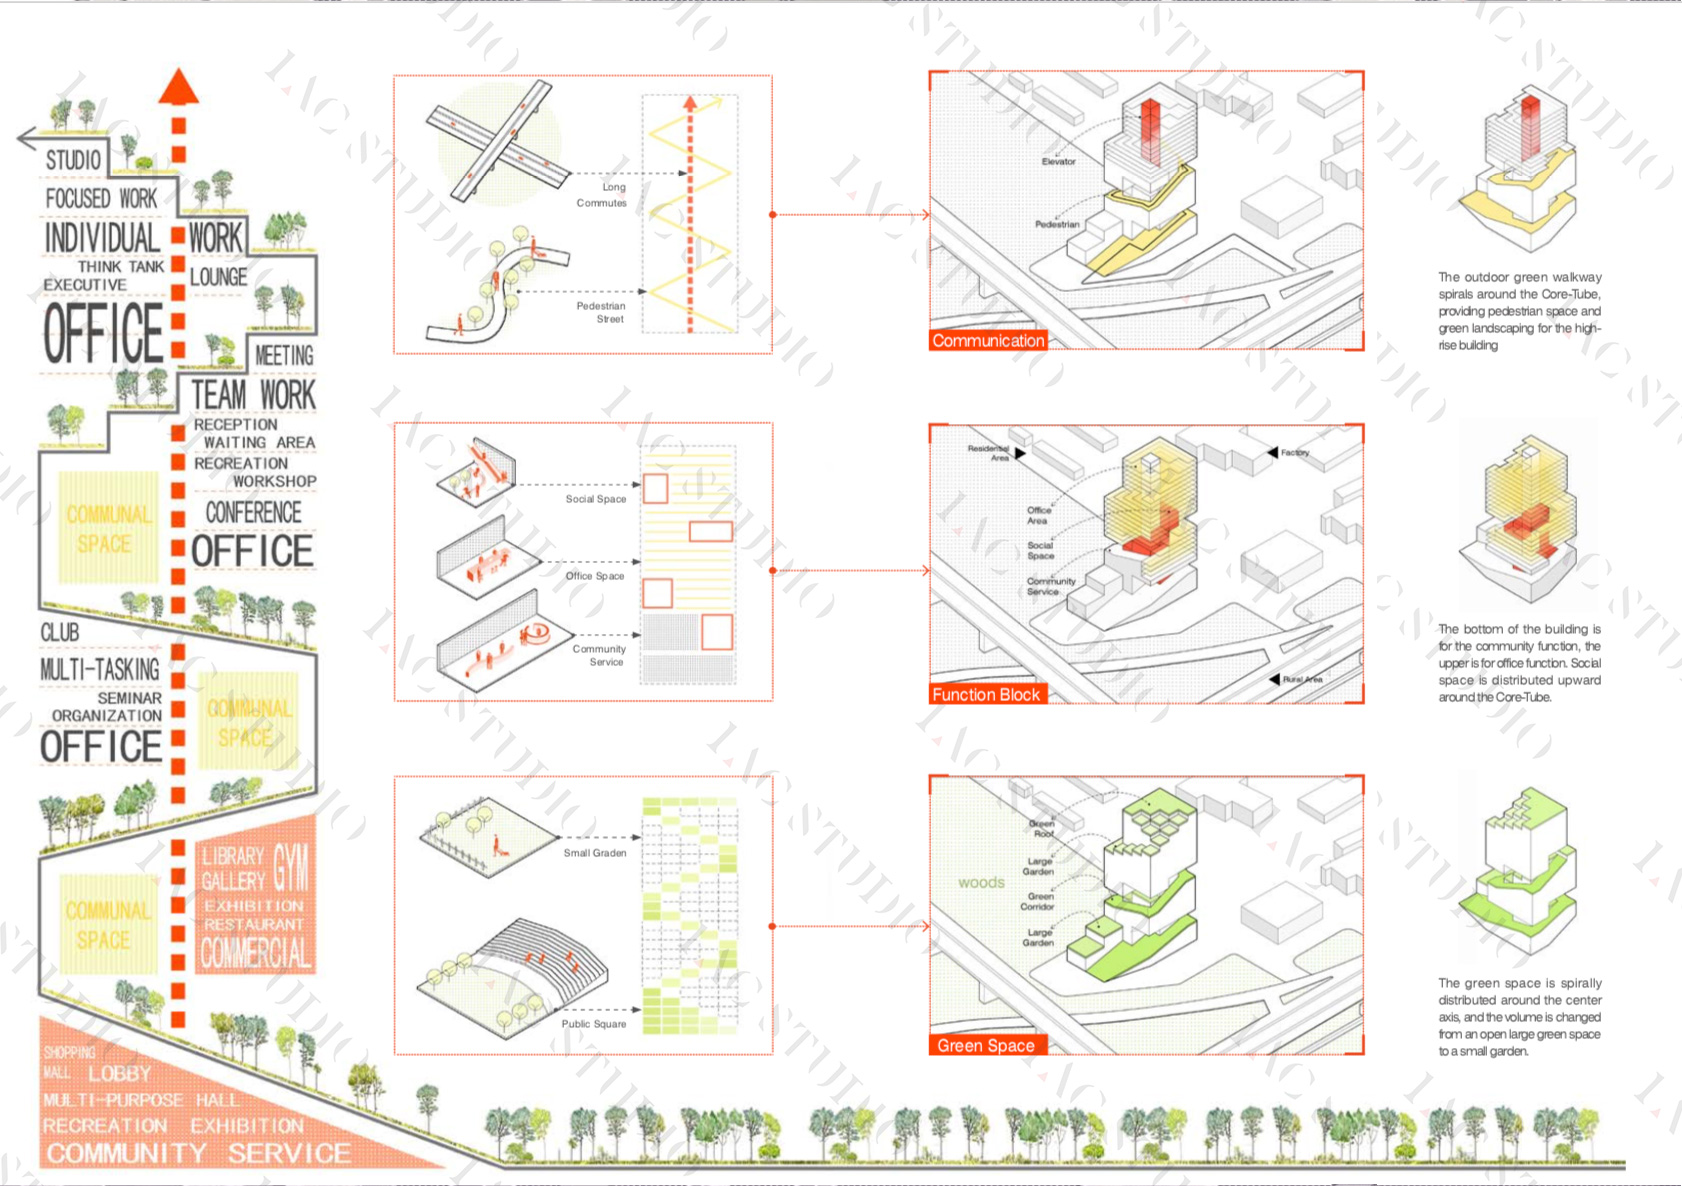 STUDIO
FOCUSED WORK
INDIVIDUAL
THINK TANK
EXECUTIVE
OFFICE
WORK
LOUNGE
MEETING
TEAM WORK
RECEPTION
WAITING AREA
RECREATION
WORKSHOP
CONFERENCE
OFFICE
COMMUNAL
SPACE
CLUB
MULTI-TASKING
SEMINAR
ORGANIZATION
OFFICE
COMMUNAL
SPACE
LIBRARY
GALLERY
GYM
EXHIBITION
RESTAURANT
COMMERCIAL
COMMUNAL
SPACE
SHOPPING
MALL LOBBY
MULTI-PURPOSE HALL
RECREATION EXHIBITION
COMMUNITY SERVICE
Long
Commutes
Pedestrian
Street
Elevator
Pedestrian
Communication
The outdoor green walkway
spirals around the Core-Tube,
providing pedestrian space and
green landscaping for the high-
rise building
Social Space
Office Space
Community
Service
Residential
Area
Factory
Office
Area
Social
Space
Community
Service
Rural Area
Function Block
The bottom of the building is
for the community function, the
upper is for office function. Social
space is distributed upward
around the Core-Tube.
Small Graden
Public Square
woods
Green
Roof
Large
Garden
Green
Corridor
Large
Garden
Green Space
The green space is spirally
distributed around the center
axis, and the volume is changed
from an open large green space
to a small garden.
1AC STUDIO